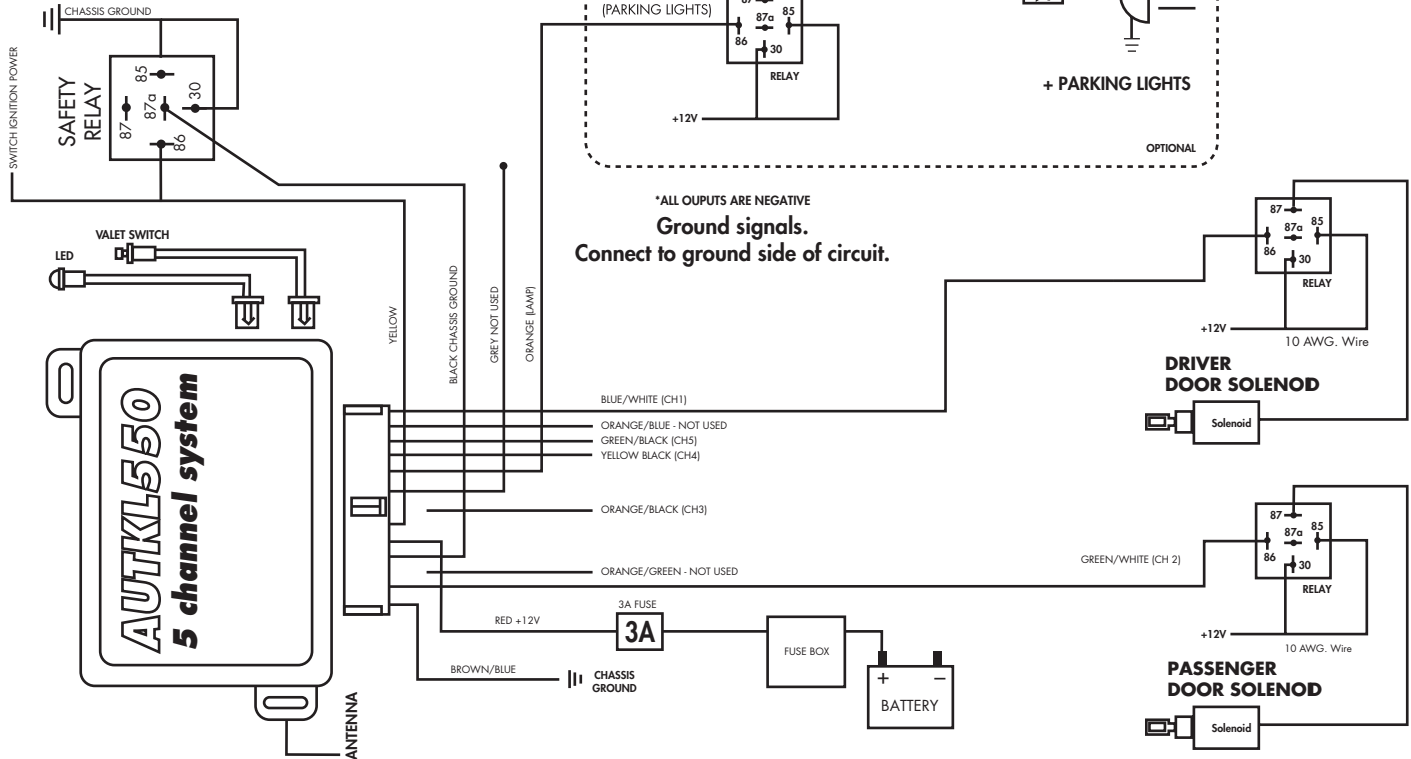 CHASSIS GROUND
SWITCH IGNITION POWER
SAFETY
RELAY
85
30
87a
87
86
VALET SWITCH
LED
AUTKL550
5 channel system
ANTENNA
YELLOW
BLACK CHASSIS GROUND
GREY NOT USED
ORANGE (LAMP)
(PARKING LIGHTS)
87a
85
86
30
RELAY
+12V
+ PARKING LIGHTS
OPTIONAL
*ALL OUPUTS ARE NEGATIVE
Ground signals.
Connect to ground side of circuit.
BLUE/WHITE (CH1)
ORANGE/BLUE - NOT USED
GREEN/BLACK (CH5)
YELLOW BLACK (CH4)
ORANGE/BLACK (CH3)
ORANGE/GREEN - NOT USED
GREEN/WHITE (CH 2)
RED +12V
3A FUSE
3A
FUSE BOX
+ −
BATTERY
BROWN/BLUE
CHASSIS
GROUND
87
87a
85
86
30
RELAY
+12V
10 AWG. Wire
DRIVER
DOOR SOLENOD
Solenoid
87
87a
85
86
30
RELAY
+12V
10 AWG. Wire
PASSENGER
DOOR SOLENOD
Solenoid